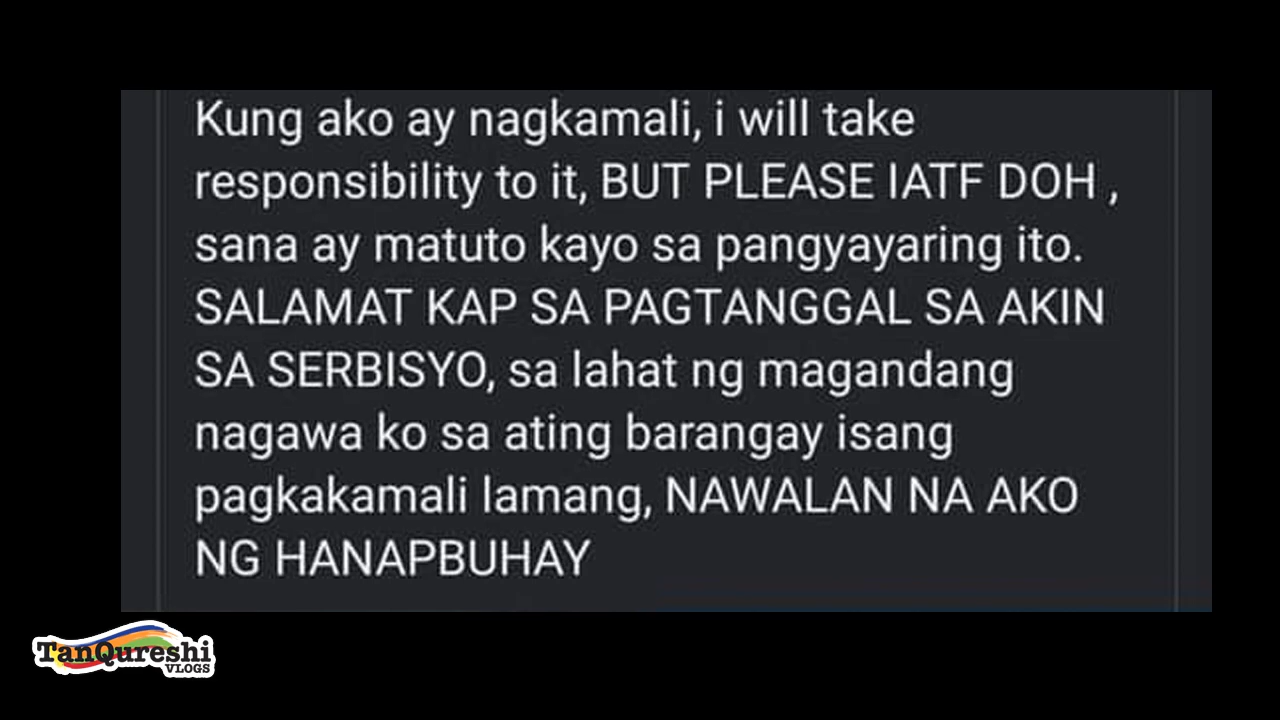 Kung ako ay nagkamali, i will take
responsibility to it, BUT PLEASE IATF DOH ,
sana ay matuto kayo sa pangyayaring ito.
SALAMAT KAP SA PAGTANGGAL SA AKIN
SA SERBISYO, sa lahat ng magandang
nagawa ko sa ating barangay isang
pagkakamali lamang, NAWALAN NA AKO
NG HANAPBUHAY
TanQureshi
VLOGS